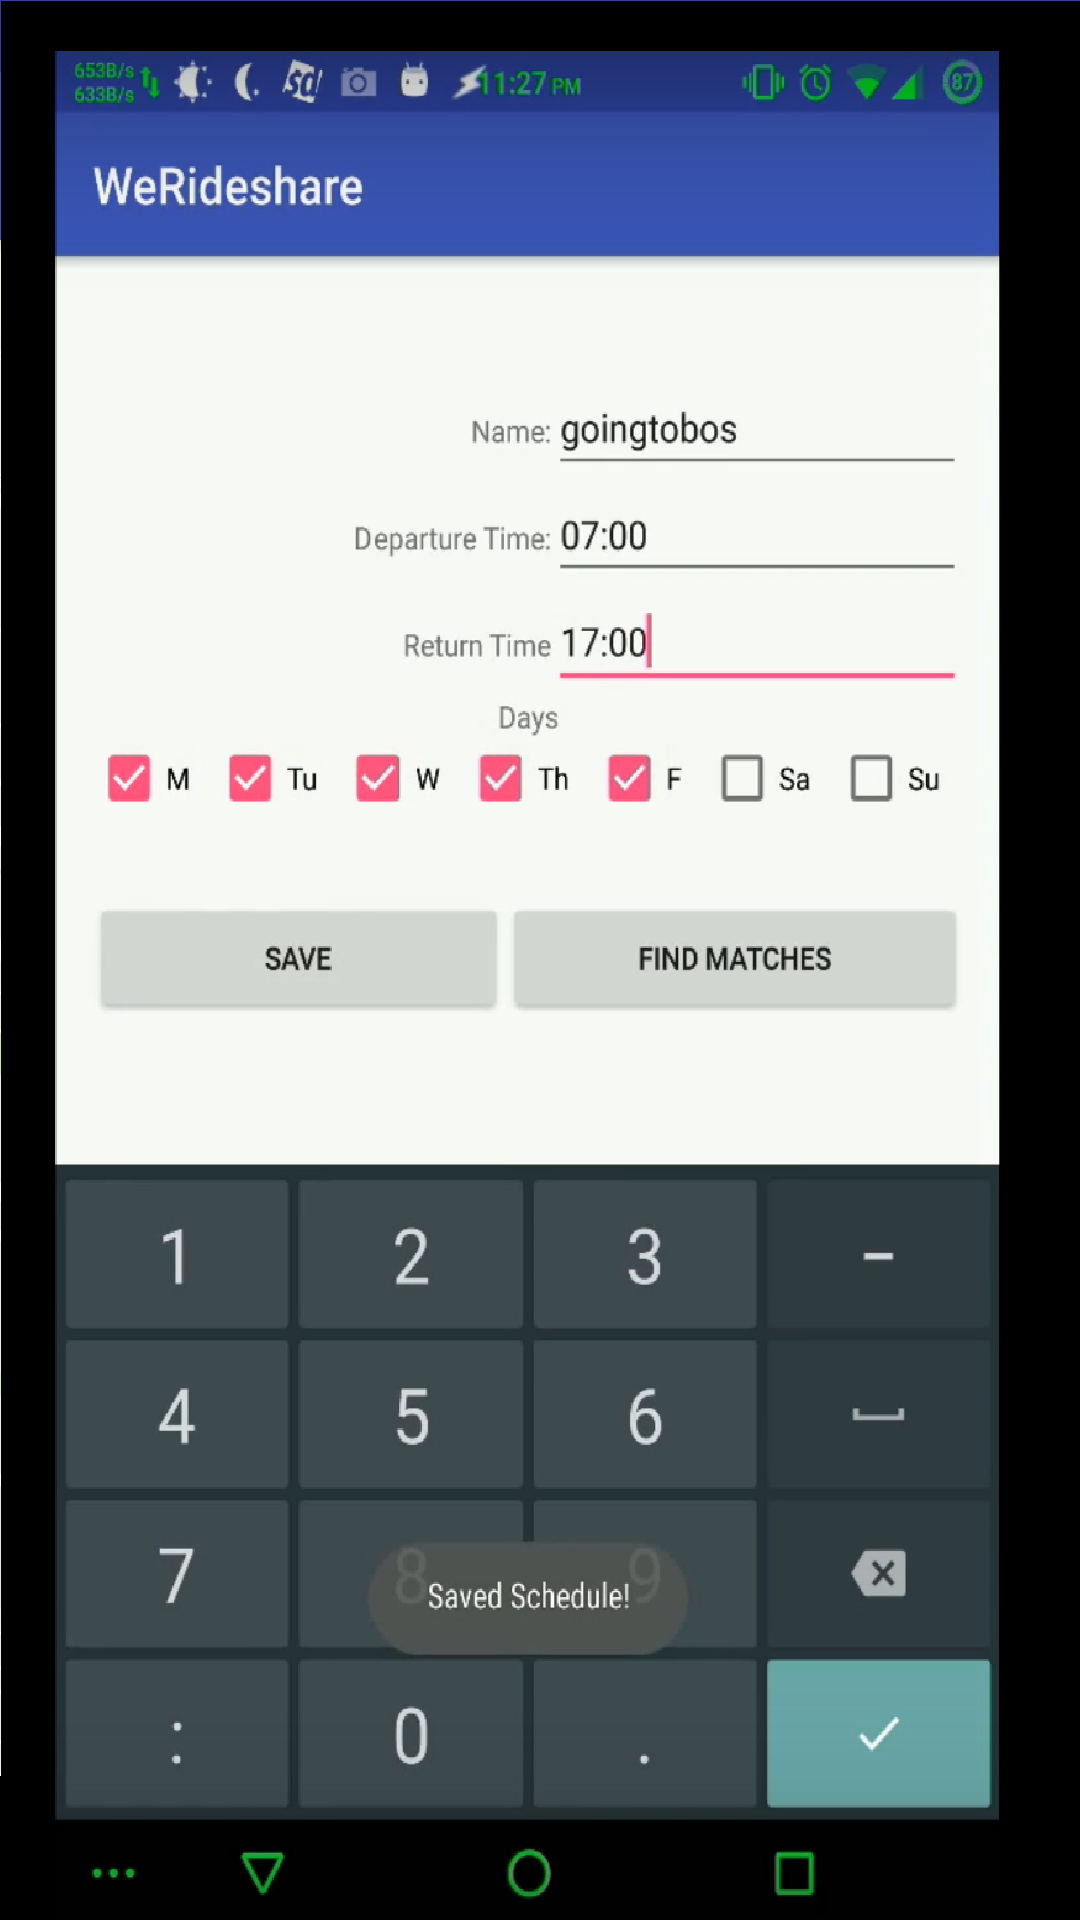 653B/s
633B/s
11:27 PM
87
WeRideshare
Name: goingtobos
Departure Time: 07:00
Return Time 17:00
Days
M Tu W Th F Sa Su
SAVE FIND MATCHES
1 2 3 –
4 5 6
7 8 9
Saved Schedule!
: 0 .